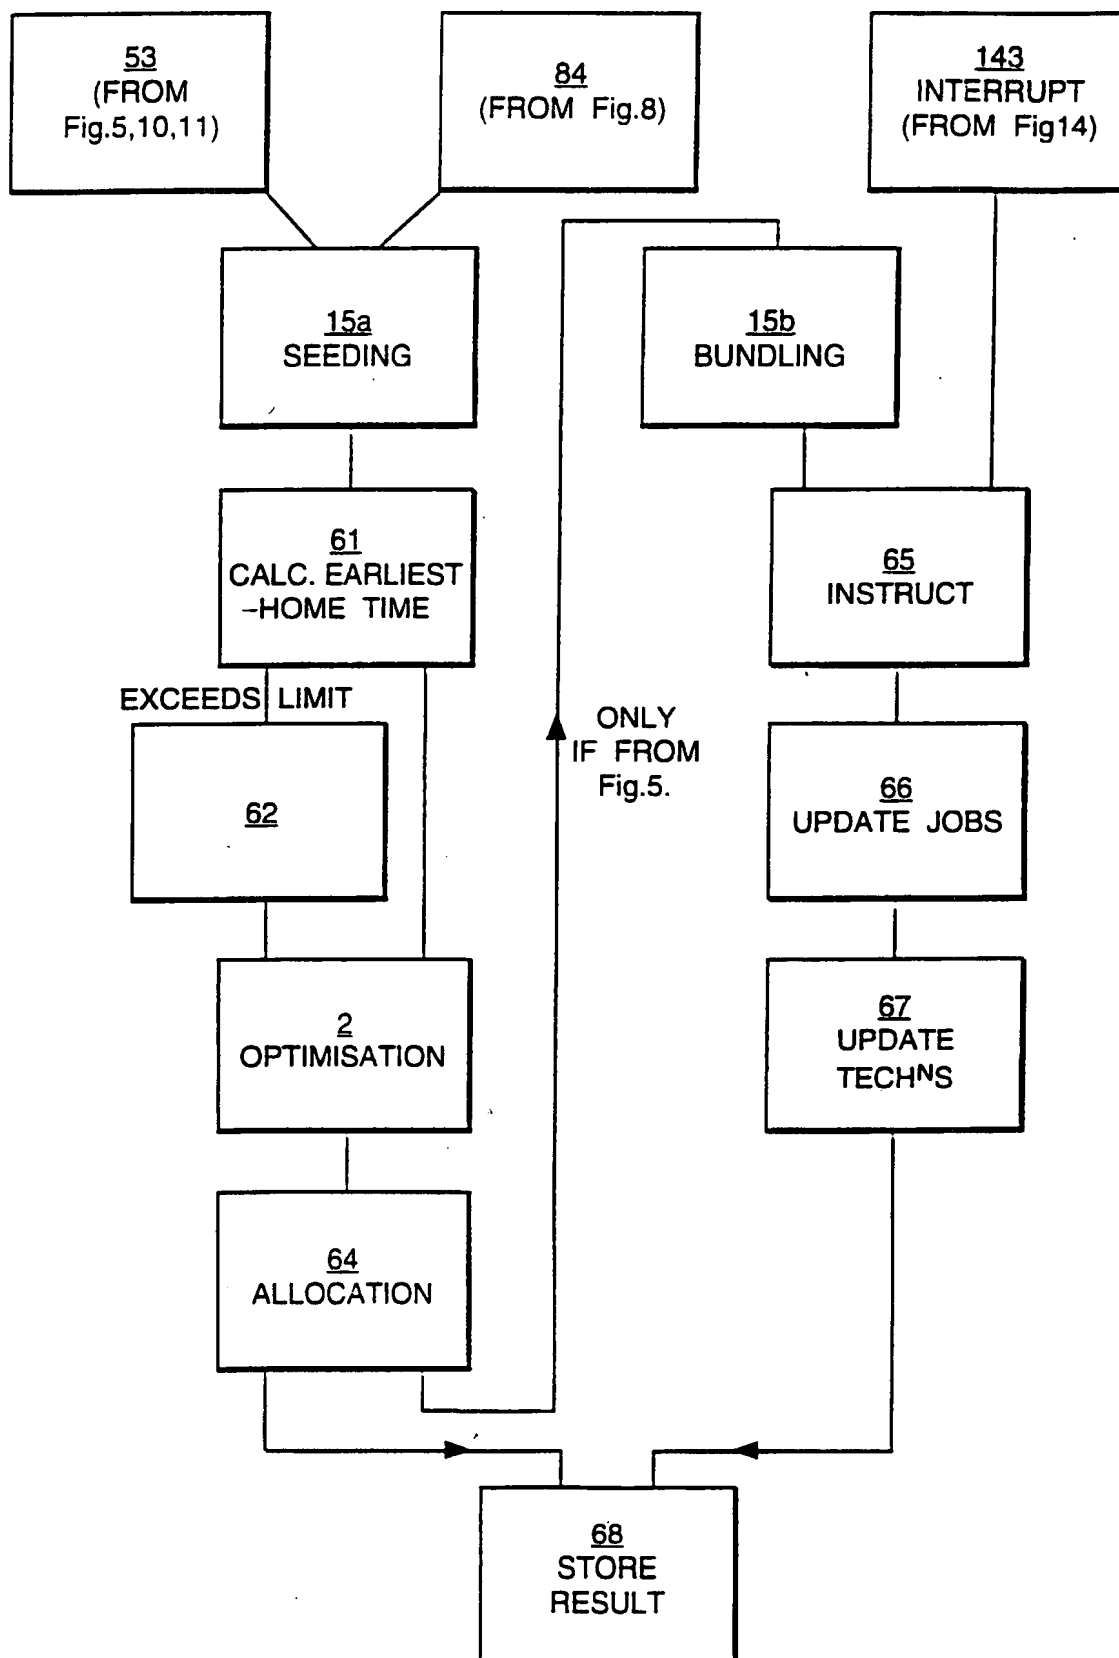 53
(FROM
Fig.5,10,11)
84
(FROM Fig.8)
143
INTERRUPT
(FROM Fig14)
15a
SEEDING
15b
BUNDLING
61
CALC. EARLIEST
-HOME TIME
65
INSTRUCT
EXCEEDS LIMIT
ONLY
IF FROM
Fig.5.
62
66
UPDATE JOBS
2
OPTIMISATION
67
UPDATE
TECHᴺS
64
ALLOCATION
68
STORE
RESULT